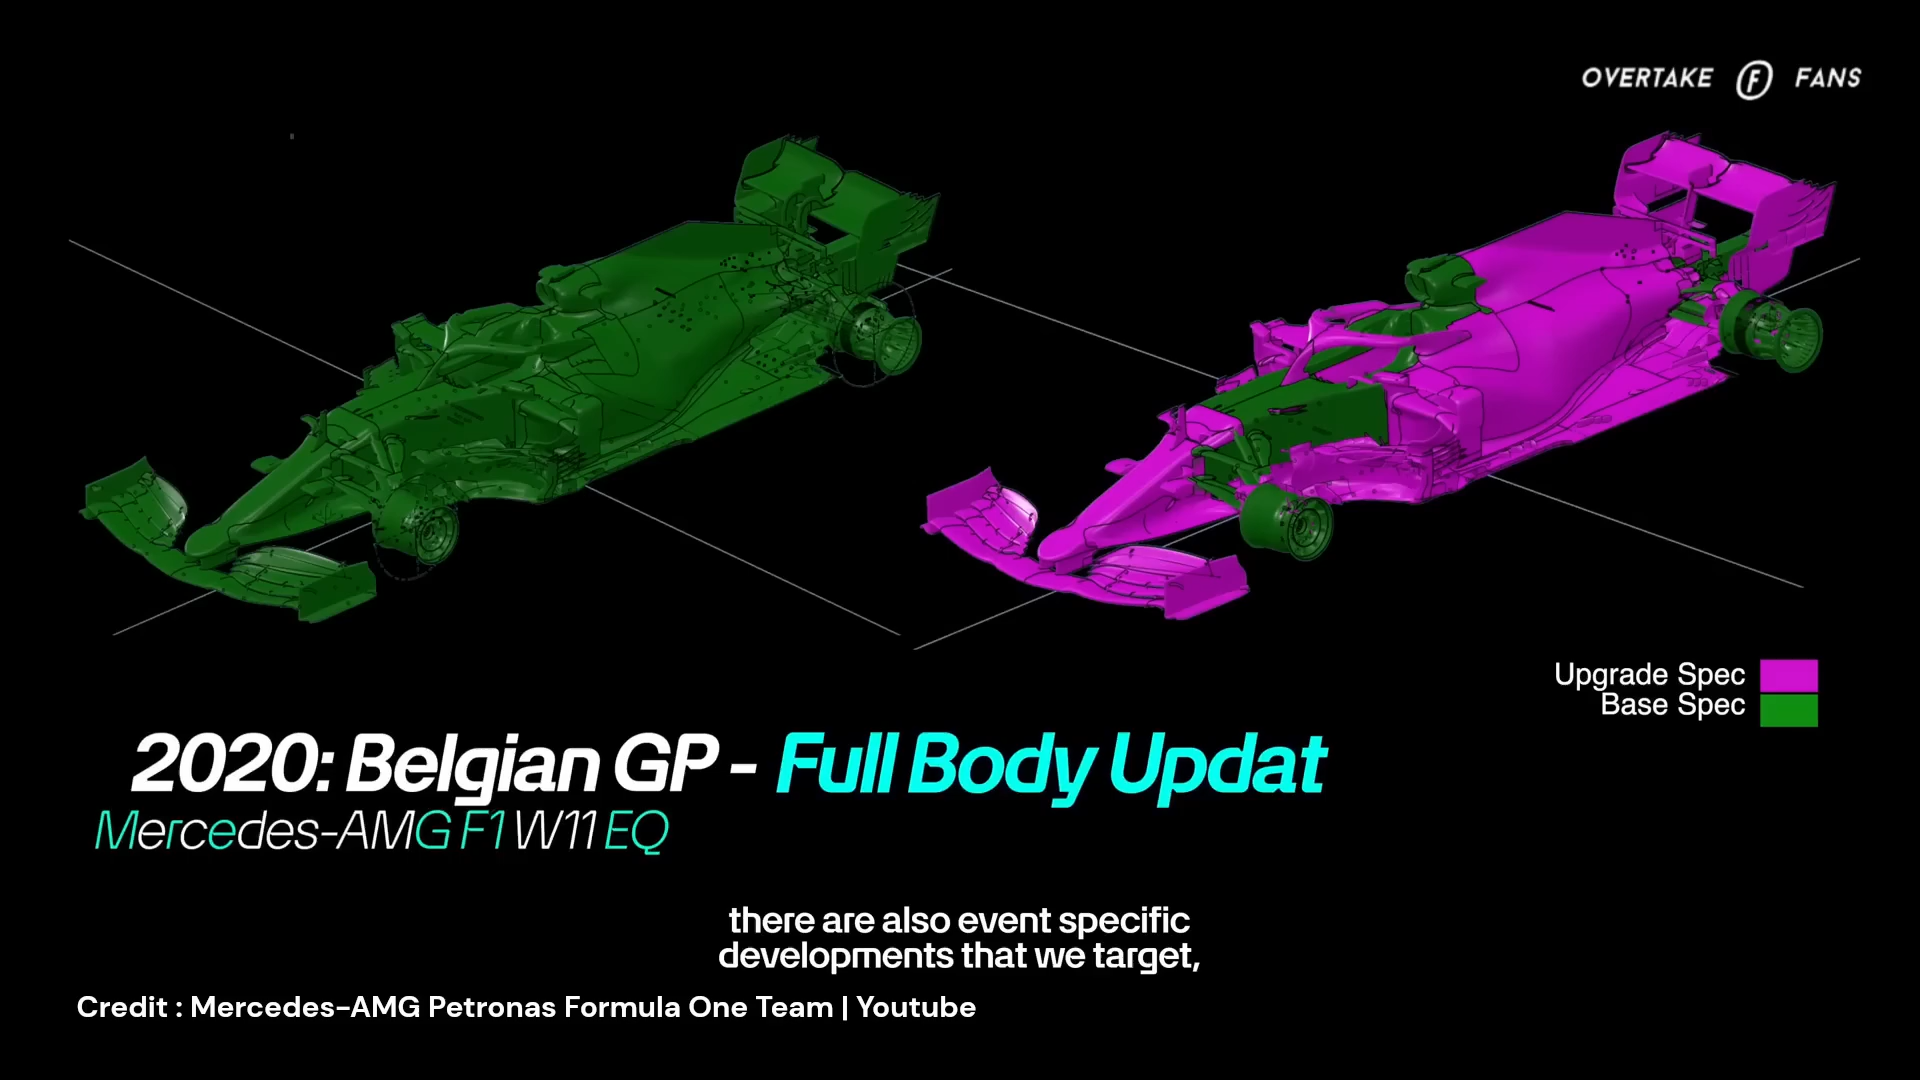 OVERTAKE F FANS
Upgrade Spec
Base Spec
2020: Belgian GP - Full Body Updat
Mercedes-AMG F1 W11 EQ
there are also event specific
developments that we target,
Credit : Mercedes-AMG Petronas Formula One Team | Youtube